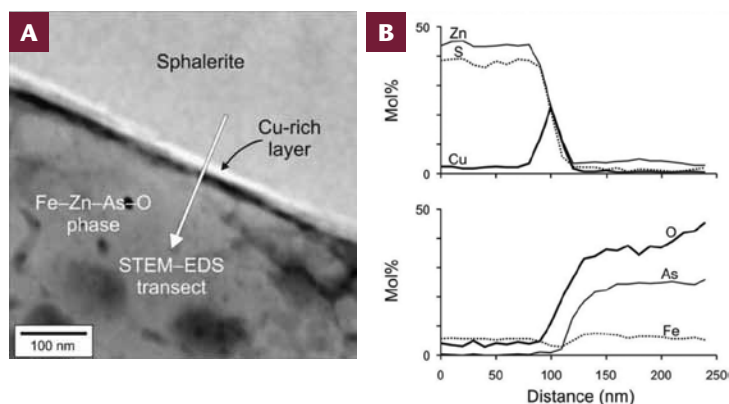 A
Sphalerite
Cu-rich
layer
Fe–Zn–As–O
phase
STEM–EDS
transect
100 nm
B
50
Zn
S
Mol%
Cu
0
50
O
Mol%
As
Fe
0
0 50 100 150 200 250
Distance (nm)